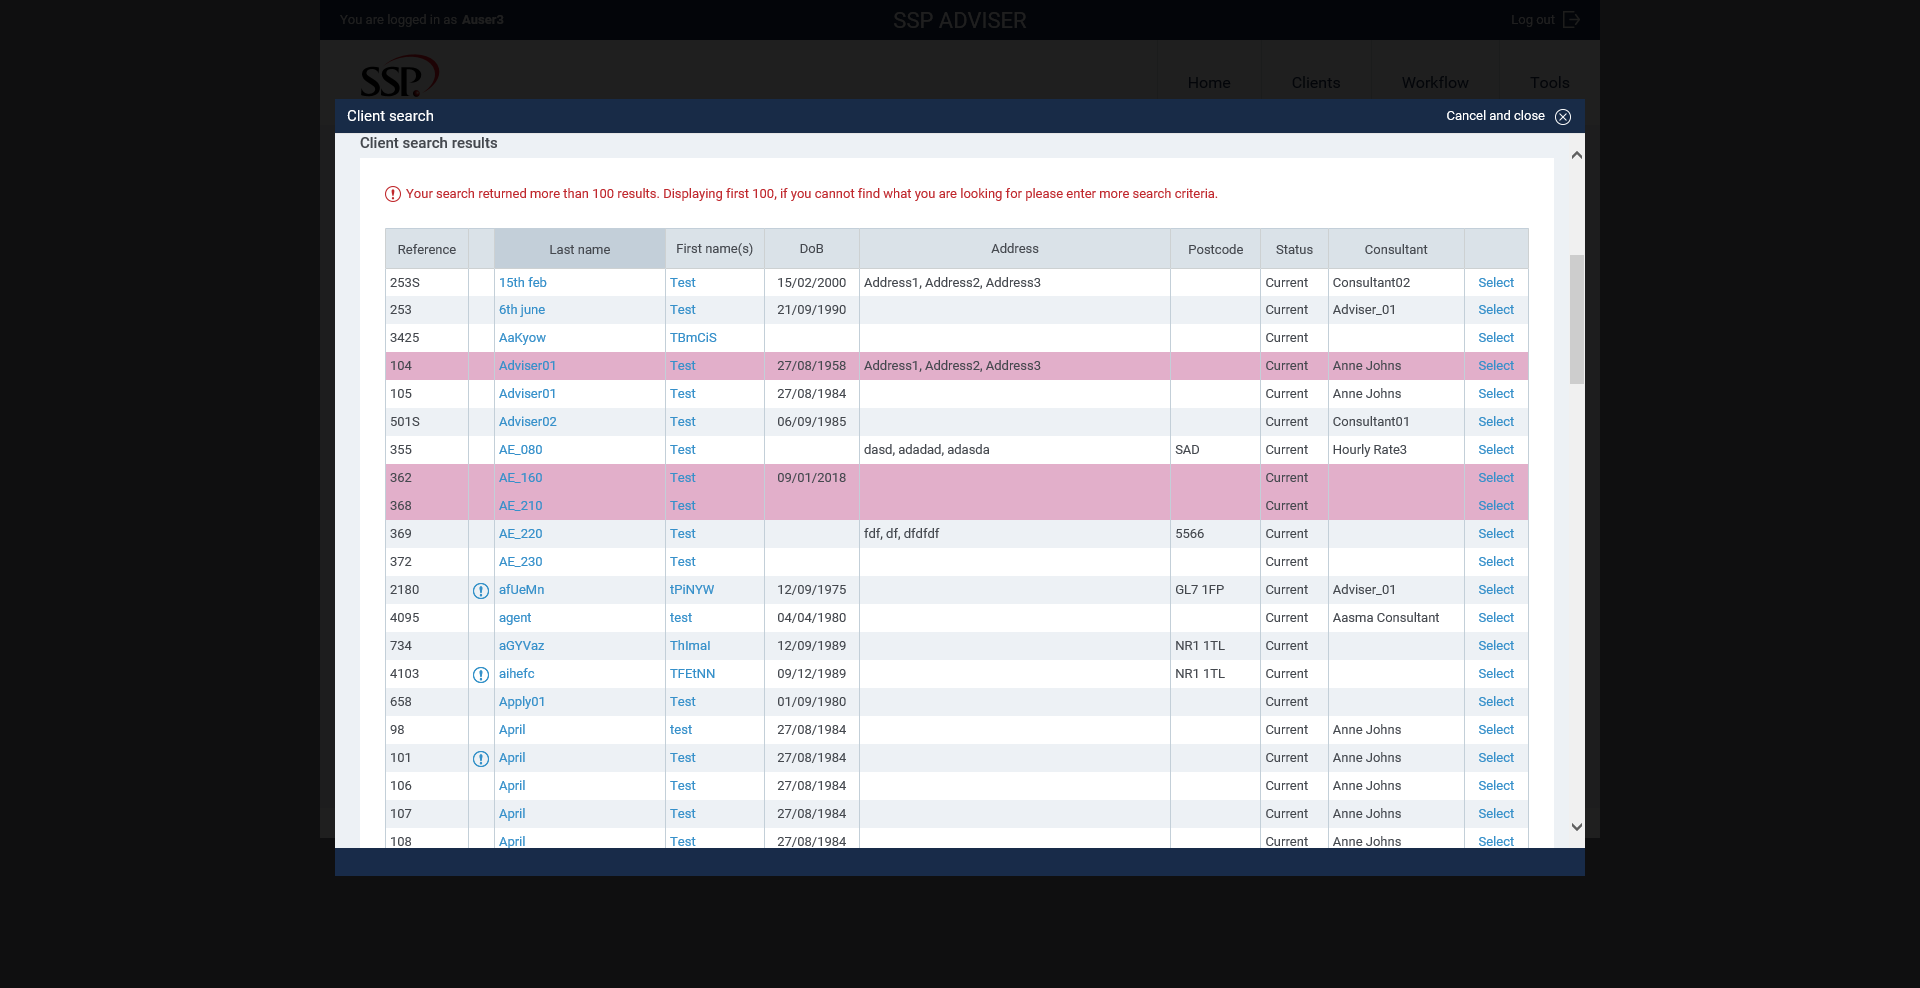 You are logged in as Auser3 SSP ADVISER Log out
SSP Home Clients Workflow Tools
Client search Cancel and close
Client search results
Your search returned more than 100 results. Displaying first 100, if you cannot find what you are looking for please enter more search criteria.
Reference Last name First name(s) DoB Address Postcode Status Consultant
253S 15th feb Test 15/02/2000 Address1, Address2, Address3 Current Consultant02 Select
253 6th june Test 21/09/1990 Current Adviser_01 Select
3425 AaKyow TBmCiS Current Select
104 Adviser01 Test 27/08/1958 Address1, Address2, Address3 Current Anne Johns Select
105 Adviser01 Test 27/08/1984 Current Anne Johns Select
501S Adviser02 Test 06/09/1985 Current Consultant01 Select
355 AE_080 Test dasd, adadad, adasda SAD Current Hourly Rate3 Select
362 AE_160 Test 09/01/2018 Current Select
368 AE_210 Test Current Select
369 AE_220 Test fdf, df, dfdfdf 5566 Current Select
372 AE_230 Test Current Select
2180 afUeMn tPiNYW 12/09/1975 GL7 1FP Current Adviser_01 Select
4095 agent test 04/04/1980 Current Aasma Consultant Select
734 aGYVaz ThImaI 12/09/1989 NR1 1TL Current Select
4103 aihefc TFEtNN 09/12/1989 NR1 1TL Current Select
658 Apply01 Test 01/09/1980 Current Select
98 April test 27/08/1984 Current Anne Johns Select
101 April Test 27/08/1984 Current Anne Johns Select
106 April Test 27/08/1984 Current Anne Johns Select
107 April Test 27/08/1984 Current Anne Johns Select
108 April Test 27/08/1984 Current Anne Johns Select